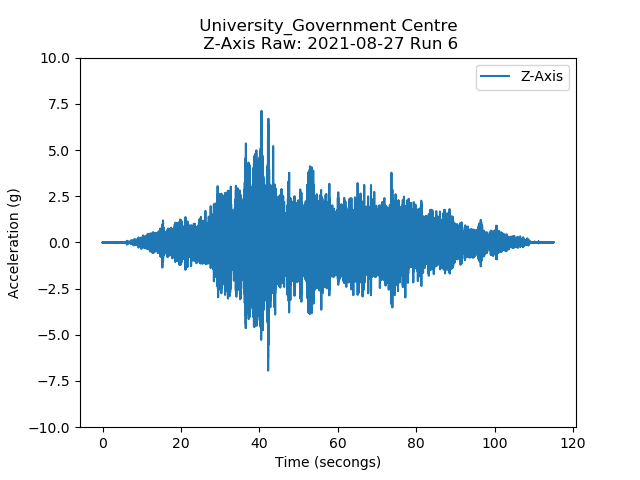 University_Government Centre
Z-Axis Raw: 2021-08-27 Run 6
Z-Axis
10.0
7.5
5.0
2.5
0.0
−2.5
−5.0
−7.5
−10.0
Acceleration (g)
0 20 40 60 80 100 120
Time (secongs)